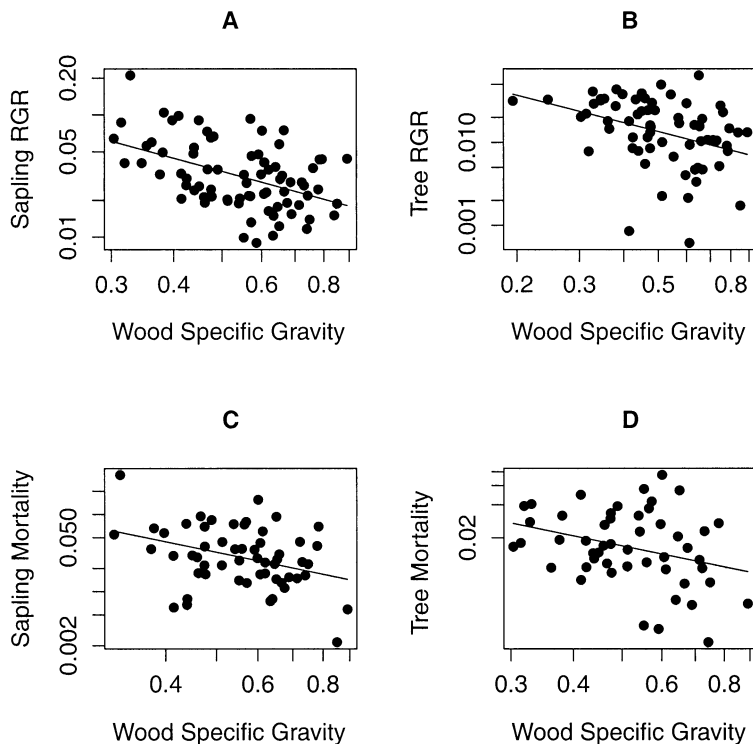 A
Sapling RGR
0.20
0.05
0.01
0.3 0.4 0.6 0.8
Wood Specific Gravity
B
Tree RGR
0.010
0.001
0.2 0.3 0.5 0.8
Wood Specific Gravity
C
Sapling Mortality
0.050
0.002
0.4 0.6 0.8
Wood Specific Gravity
D
Tree Mortality
0.02
0.3 0.4 0.6 0.8
Wood Specific Gravity